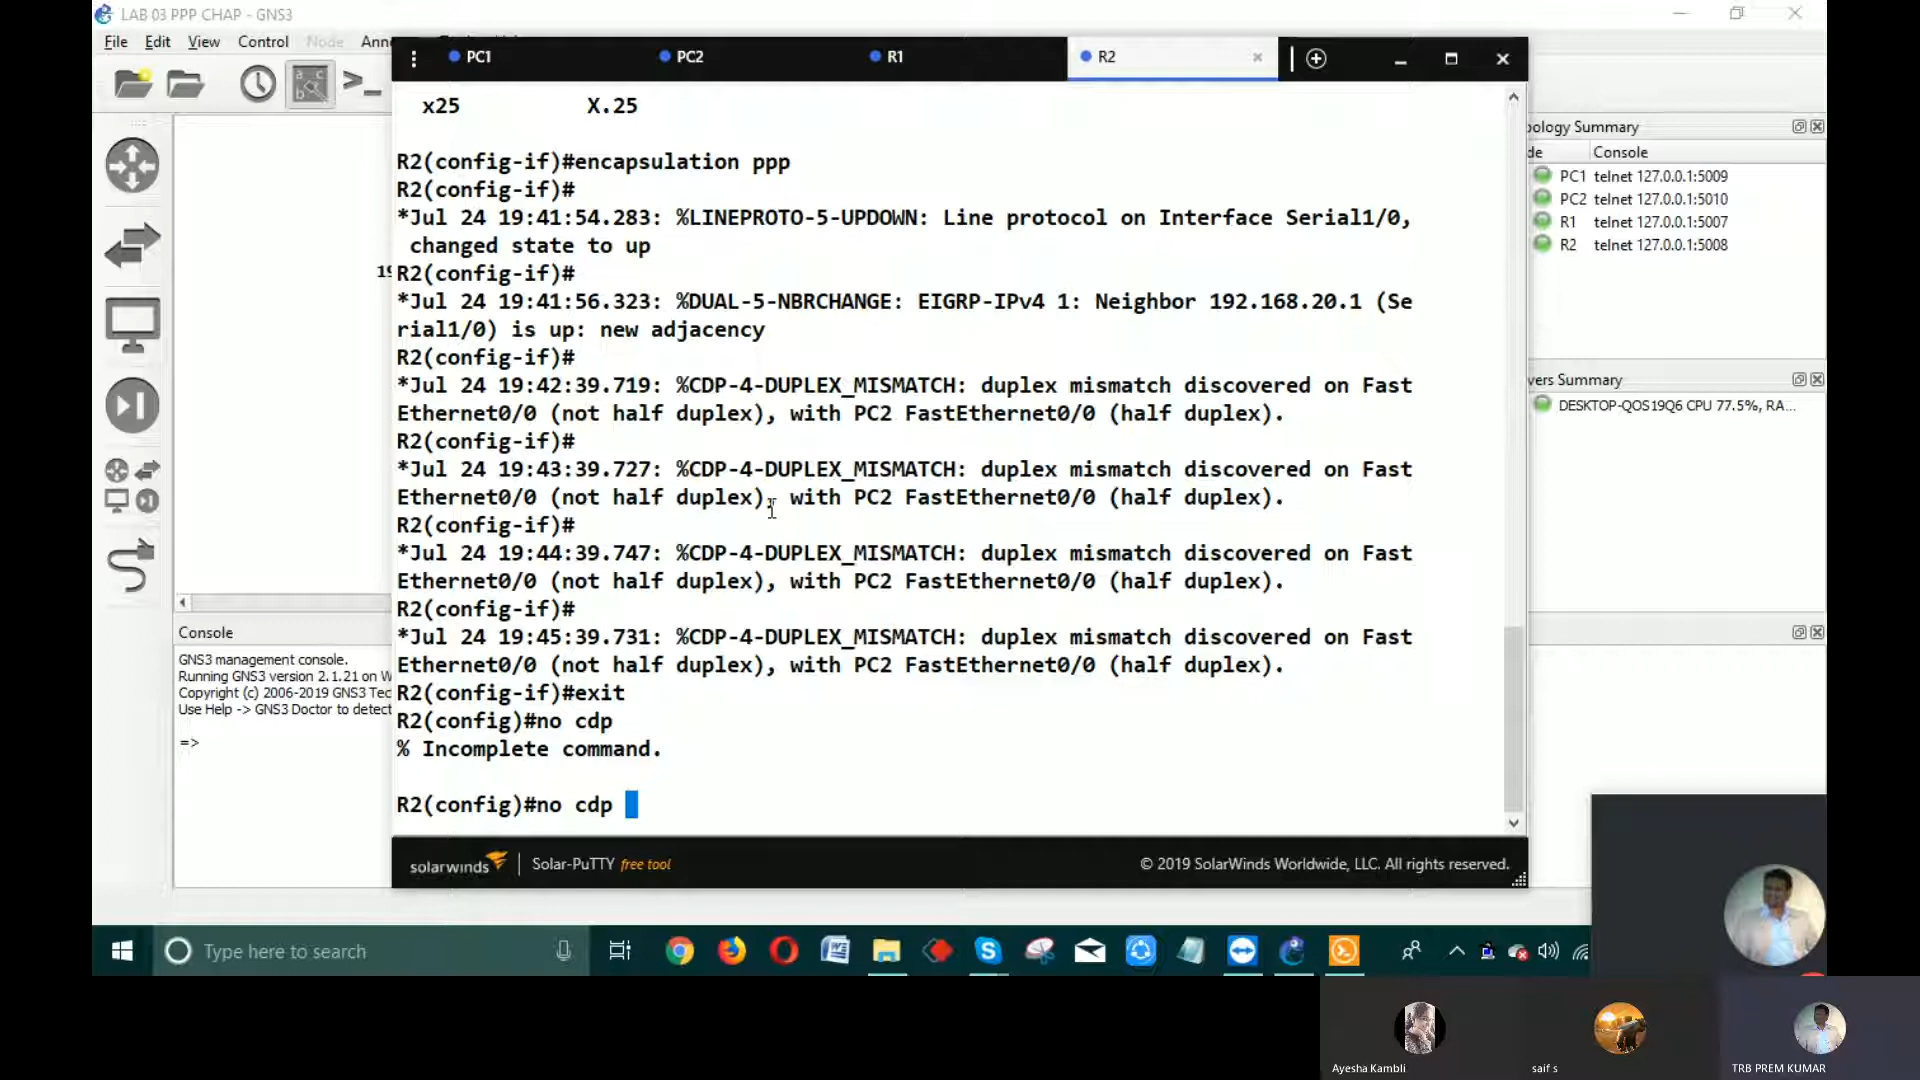 LAB 03 PPP CHAP - GNS3
File Edit View Control Node Ann
PC1 PC2 R1 R2
x25 X.25
R2(config-if)#encapsulation ppp
R2(config-if)#
*Jul 24 19:41:54.283: %LINEPROTO-5-UPDOWN: Line protocol on Interface Serial1/0,
changed state to up
R2(config-if)#
*Jul 24 19:41:56.323: %DUAL-5-NBRCHANGE: EIGRP-IPv4 1: Neighbor 192.168.20.1 (Se
rial1/0) is up: new adjacency
R2(config-if)#
*Jul 24 19:42:39.719: %CDP-4-DUPLEX_MISMATCH: duplex mismatch discovered on Fast
Ethernet0/0 (not half duplex), with PC2 FastEthernet0/0 (half duplex).
R2(config-if)#
*Jul 24 19:43:39.727: %CDP-4-DUPLEX_MISMATCH: duplex mismatch discovered on Fast
Ethernet0/0 (not half duplex), with PC2 FastEthernet0/0 (half duplex).
R2(config-if)#
*Jul 24 19:44:39.747: %CDP-4-DUPLEX_MISMATCH: duplex mismatch discovered on Fast
Ethernet0/0 (not half duplex), with PC2 FastEthernet0/0 (half duplex).
R2(config-if)#
*Jul 24 19:45:39.731: %CDP-4-DUPLEX_MISMATCH: duplex mismatch discovered on Fast
Ethernet0/0 (not half duplex), with PC2 FastEthernet0/0 (half duplex).
R2(config-if)#exit
R2(config)#no cdp
% Incomplete command.
R2(config)#no cdp
solarwinds Solar-PuTTY free tool © 2019 SolarWinds Worldwide, LLC. All rights reserved.
19
pology Summary
de Console
PC1 telnet 127.0.0.1:5009
PC2 telnet 127.0.0.1:5010
R1 telnet 127.0.0.1:5007
R2 telnet 127.0.0.1:5008
vers Summary
DESKTOP-QOS19Q6 CPU 77.5%, RA...
Console
GNS3 management console.
Running GNS3 version 2.1.21 on W
Copyright (c) 2006-2019 GNS3 Tec
Use Help -> GNS3 Doctor to detect
=>
Type here to search
Ayesha Kambli
saif s
TRB PREM KUMAR